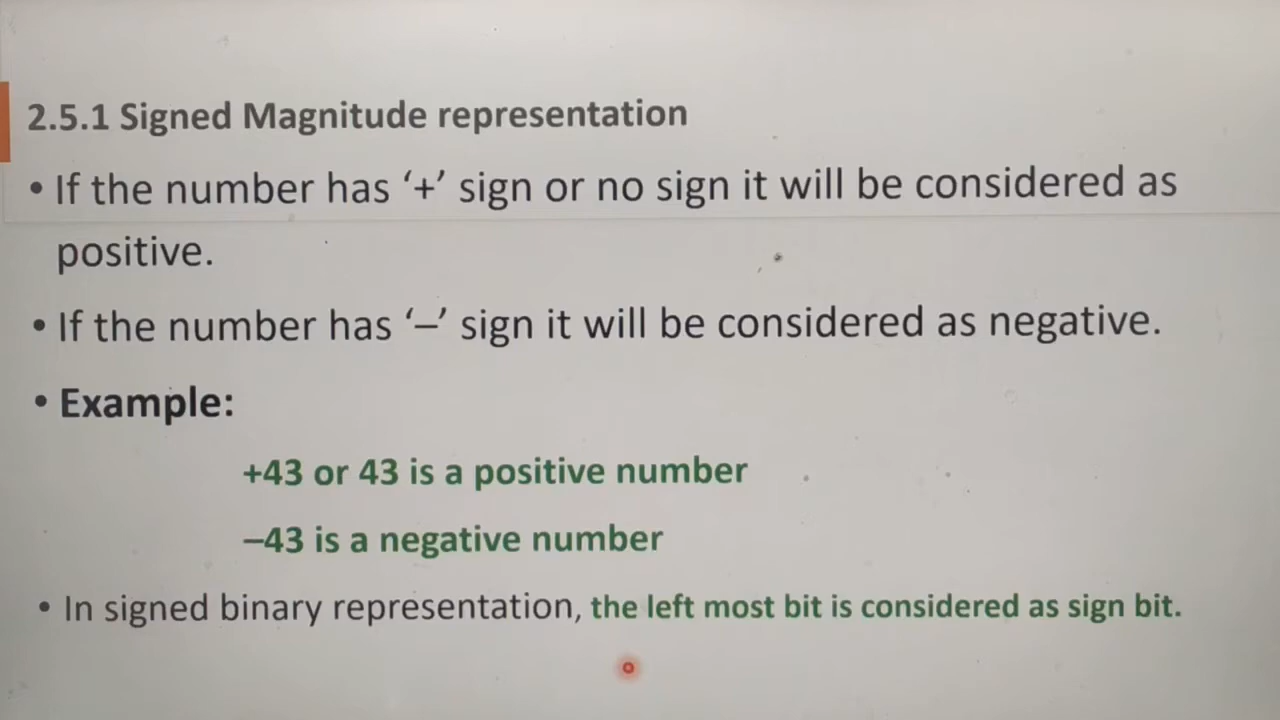 2.5.1 Signed Magnitude representation
• If the number has ‘+’ sign or no sign it will be considered as
positive.
• If the number has ‘–’ sign it will be considered as negative.
• Example:
+43 or 43 is a positive number
–43 is a negative number
• In signed binary representation, the left most bit is considered as sign bit.